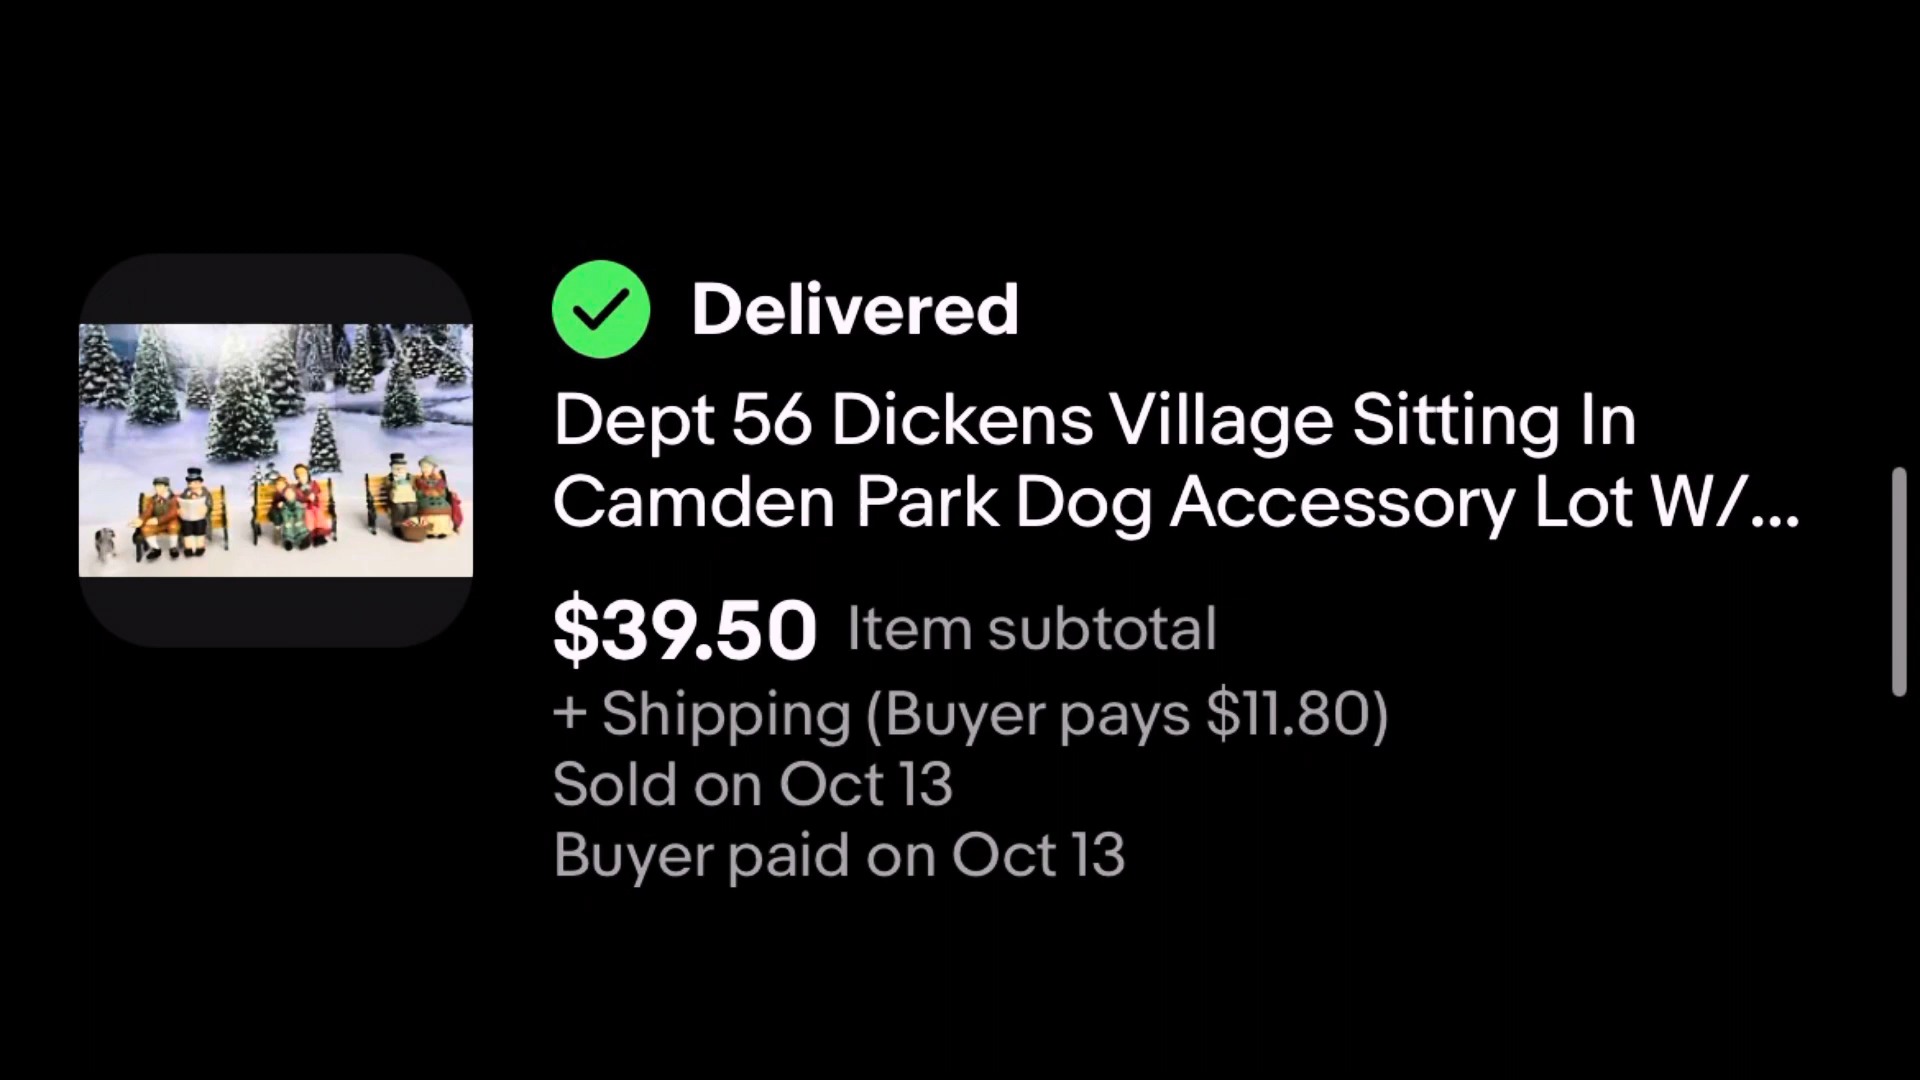 Delivered
Dept 56 Dickens Village Sitting In
Camden Park Dog Accessory Lot W/...
$39.50 Item subtotal
+ Shipping (Buyer pays $11.80)
Sold on Oct 13
Buyer paid on Oct 13